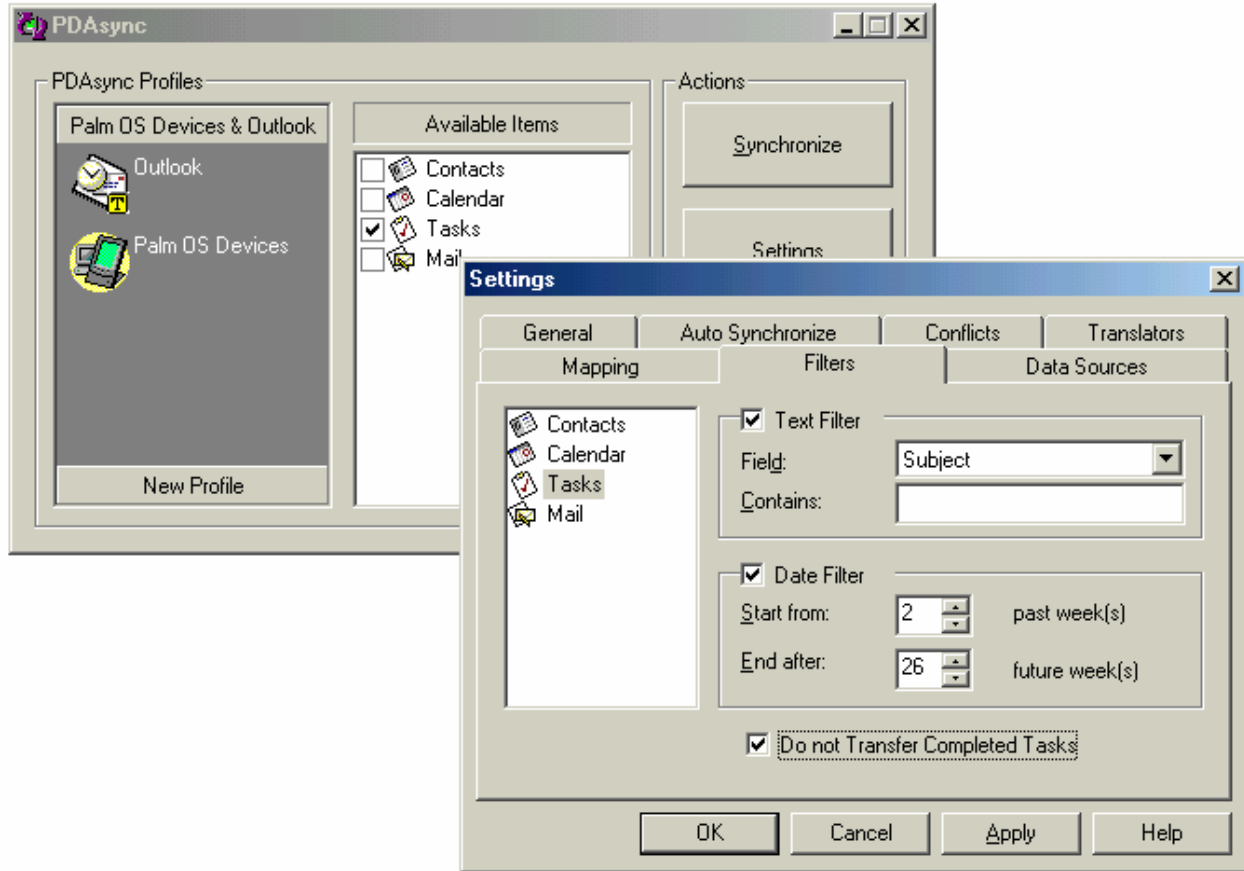 PDAsync
PDAsync Profiles
Palm OS Devices & Outlook
Outlook
T
Palm OS Devices
New Profile
Available Items
Contacts
Calendar
Tasks
Mail
Actions
Synchronize
Settings
Settings
General Auto Synchronize Conflicts Translators
Mapping Filters Data Sources
Contacts
Calendar
Tasks
Mail
Text Filter
Field: Subject
Contains:
Date Filter
Start from: 2 past week(s)
End after: 26 future week(s)
Do not Transfer Completed Tasks
OK Cancel Apply Help